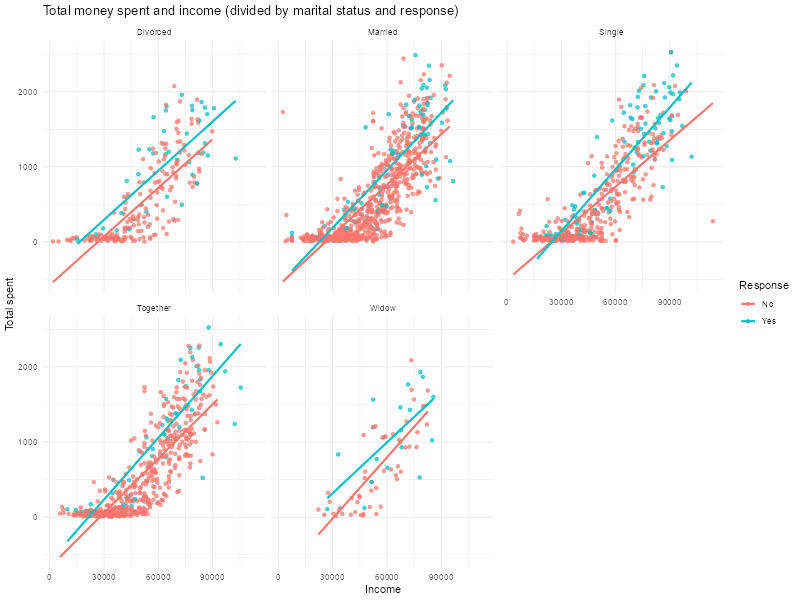 Total money spent and income (divided by marital status and response)
Divorced
Married
Single
2000
1000
0
0
30000
60000
90000
Together
Widow
2000
1000
0
0
30000
60000
90000
0
30000
60000
90000
Income
Total spent
Response
No
Yes